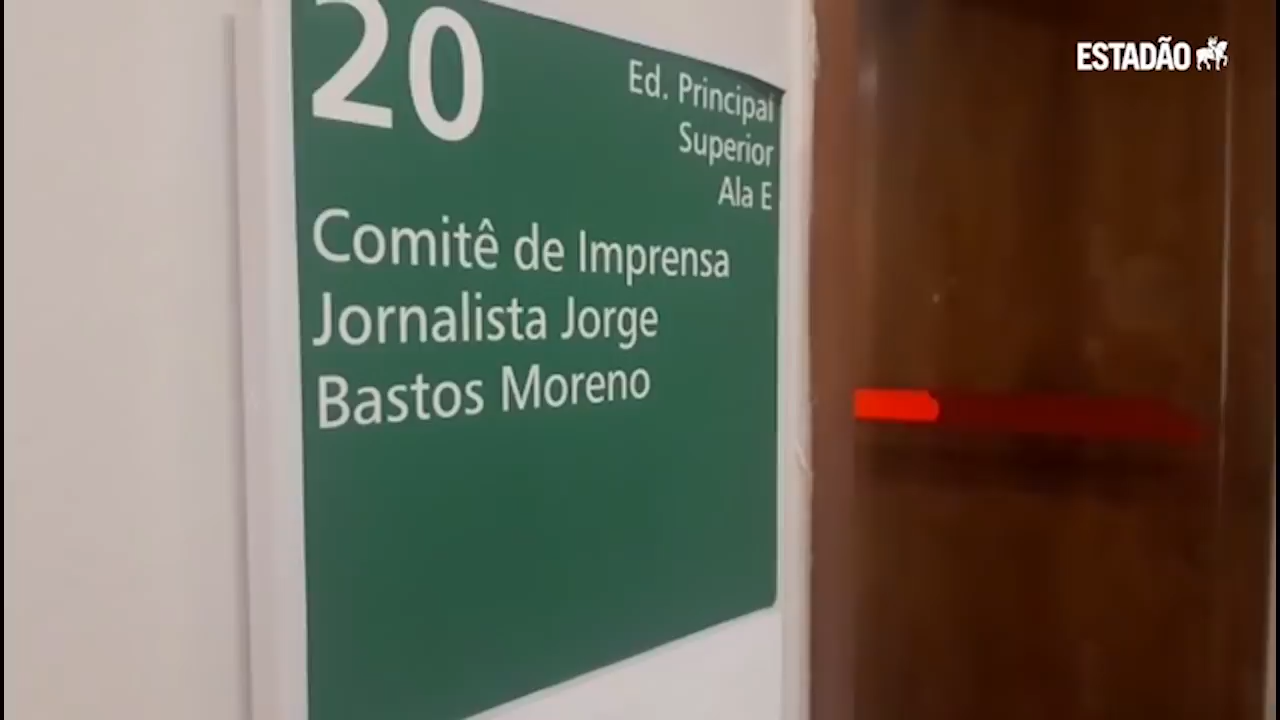 20
Ed. Principal
Superior
Ala E
Comitê de Imprensa
Jornalista Jorge
Bastos Moreno
ESTADÃO